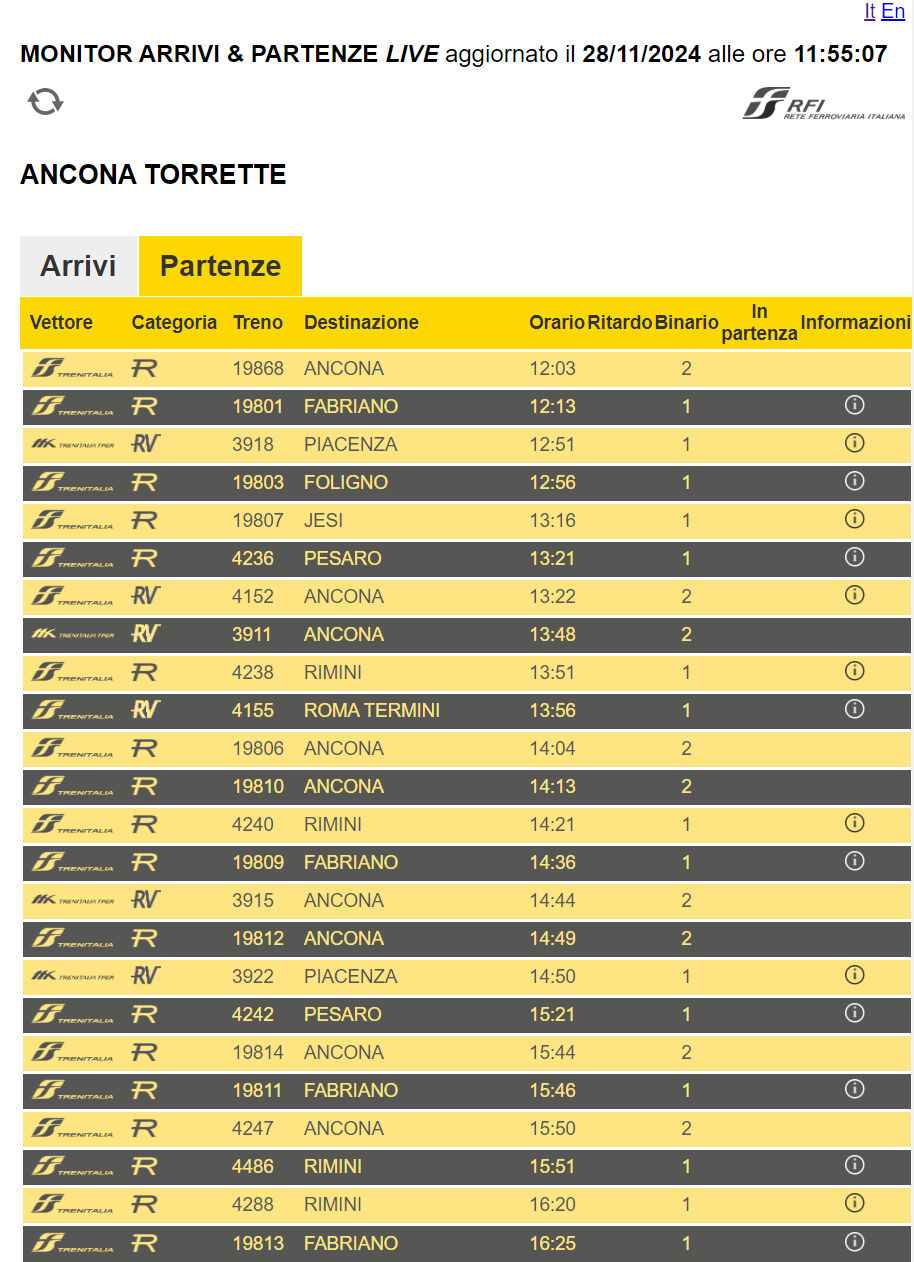 It En
MONITOR ARRIVI & PARTENZE LIVE aggiornato il 28/11/2024 alle ore 11:55:07
RFI
RETE FERROVIARIA ITALIANA
ANCONA TORRETTE
Arrivi Partenze
Vettore Categoria Treno Destinazione Orario Ritardo Binario In partenza Informazioni
TRENITALIA R 19868 ANCONA 12:03 2
TRENITALIA R 19801 FABRIANO 12:13 1 i
TRENITALIA TPER RV 3918 PIACENZA 12:51 1 i
TRENITALIA R 19803 FOLIGNO 12:56 1 i
TRENITALIA R 19807 JESI 13:16 1 i
TRENITALIA R 4236 PESARO 13:21 1 i
TRENITALIA RV 4152 ANCONA 13:22 2 i
TRENITALIA TPER RV 3911 ANCONA 13:48 2
TRENITALIA R 4238 RIMINI 13:51 1 i
TRENITALIA RV 4155 ROMA TERMINI 13:56 1 i
TRENITALIA R 19806 ANCONA 14:04 2
TRENITALIA R 19810 ANCONA 14:13 2
TRENITALIA R 4240 RIMINI 14:21 1 i
TRENITALIA R 19809 FABRIANO 14:36 1 i
TRENITALIA TPER RV 3915 ANCONA 14:44 2
TRENITALIA R 19812 ANCONA 14:49 2
TRENITALIA TPER RV 3922 PIACENZA 14:50 1 i
TRENITALIA R 4242 PESARO 15:21 1 i
TRENITALIA R 19814 ANCONA 15:44 2
TRENITALIA R 19811 FABRIANO 15:46 1 i
TRENITALIA R 4247 ANCONA 15:50 2
TRENITALIA R 4486 RIMINI 15:51 1 i
TRENITALIA R 4288 RIMINI 16:20 1 i
TRENITALIA R 19813 FABRIANO 16:25 1 i